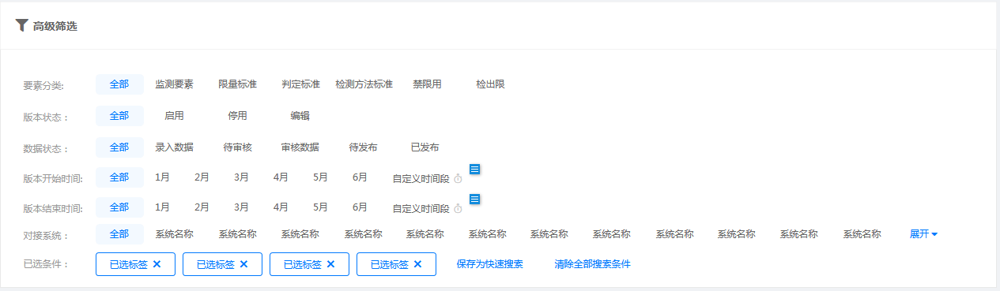 高级筛选
要素分类: 全部 监测要素 限量标准 判定标准 检测方法标准 禁限用 检出限
版本状态： 全部 启用 停用 编辑
数据状态： 全部 录入数据 待审核 审核数据 待发布 已发布
版本开始时间: 全部 1月 2月 3月 4月 5月 6月 自定义时间段
版本结束时间: 全部 1月 2月 3月 4月 5月 6月 自定义时间段
对接系统： 全部 系统名称 系统名称 系统名称 系统名称 系统名称 系统名称 系统名称 系统名称 系统名称 系统名称 系统名称 系统名称 展开
已选条件： 已选标签 已选标签 已选标签 已选标签 保存为快速搜索 清除全部搜索条件